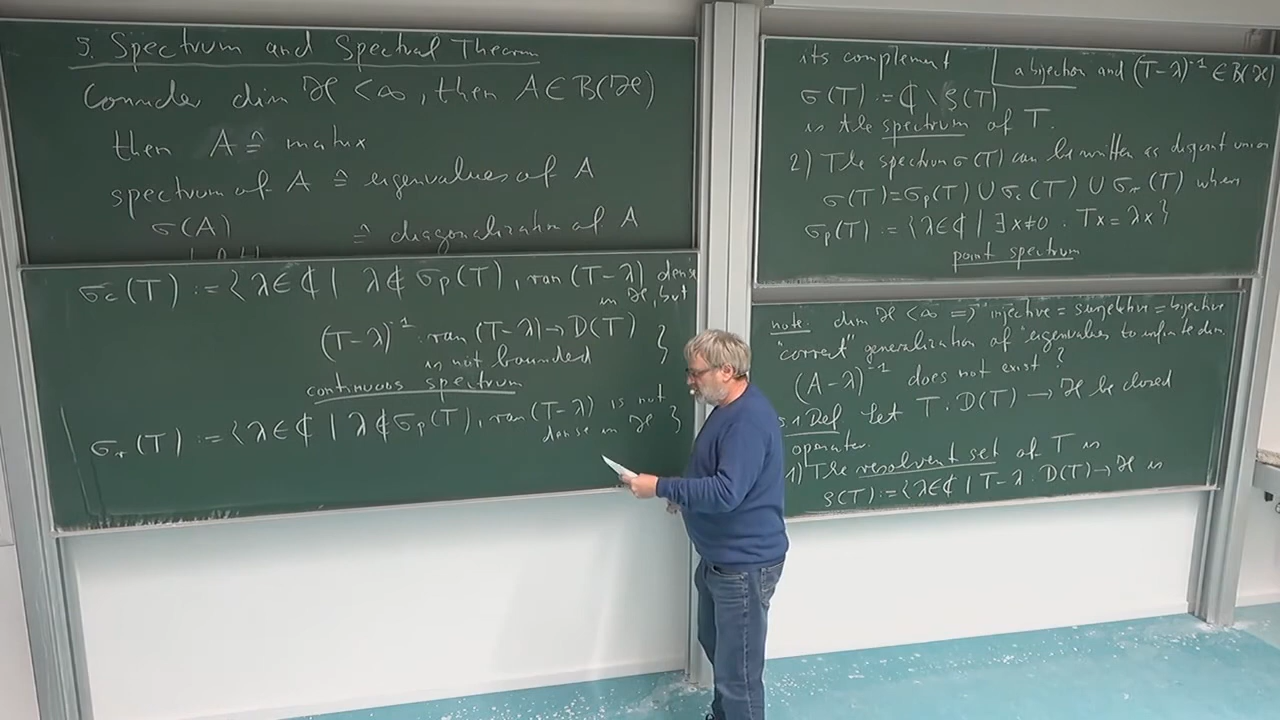 5. Spectrum and Spectral Theorem
Consider dim ℋ < ∞, then A ∈ B(ℋ)
then A ≙ matrix
spectrum of A ≙ eigenvalues of A
σ(A)
≙ diagonalization of A
note: dim ℋ < ∞ => injective = surjective = bijective
"correct" generalization of eigenvalues to infinite dim.
(A-λ)⁻¹ does not exist ?
5.1 Def Let T : D(T) → ℋ be closed
operator.
1) The resolvent set of T is
ρ(T) := {λ∈ℂ | T-λ : D(T) → ℋ is
a bijection and (T-λ)⁻¹ ∈ B(ℋ)
its complement
σ(T) := ℂ \ ρ(T)
is the spectrum of T.
2) The spectrum σ(T) can be written as disjoint union
σ(T) = σp(T) ∪ σc(T) ∪ σr(T) where
σp(T) := {λ∈ℂ | ∃x≠0 : Tx = λx}
point spectrum
σc(T) := {λ∈ℂ | λ∉σp(T), ran (T-λ) dense
in ℋ, but
(T-λ)⁻¹ : ran (T-λ) → D(T)
is not bounded }
continuous spectrum
σr(T) := {λ∈ℂ | λ∉σp(T), ran (T-λ) is not
dense in ℋ }